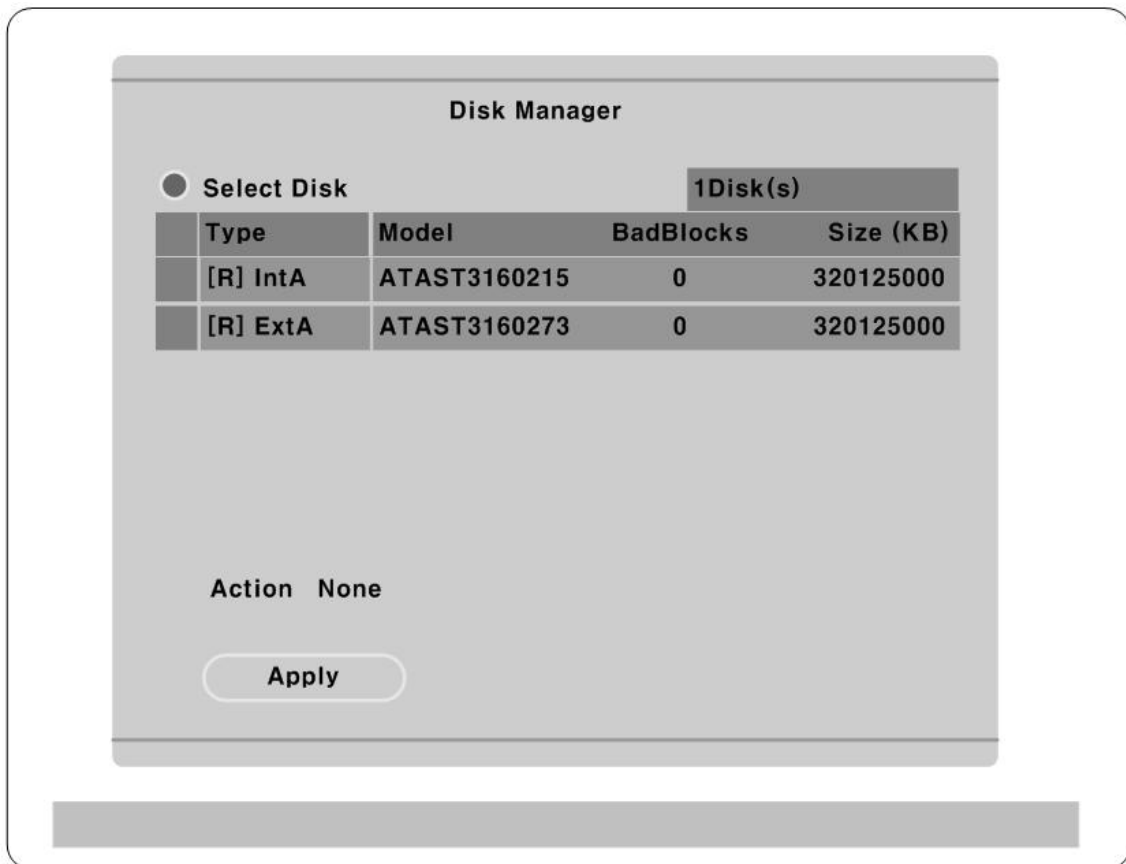 Disk Manager
Select Disk 1Disk(s)
Type Model BadBlocks Size (KB)
[R] IntA ATAST3160215 0 320125000
[R] ExtA ATAST3160273 0 320125000
Action None
Apply